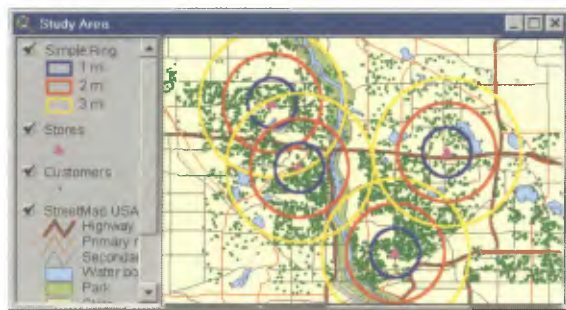 Study Area
Simple Ring
1 mi
2 mi
3 mi
Stores
Customers
StreetMap USA
Highway
Primary r
Secondar
Water bo
Park